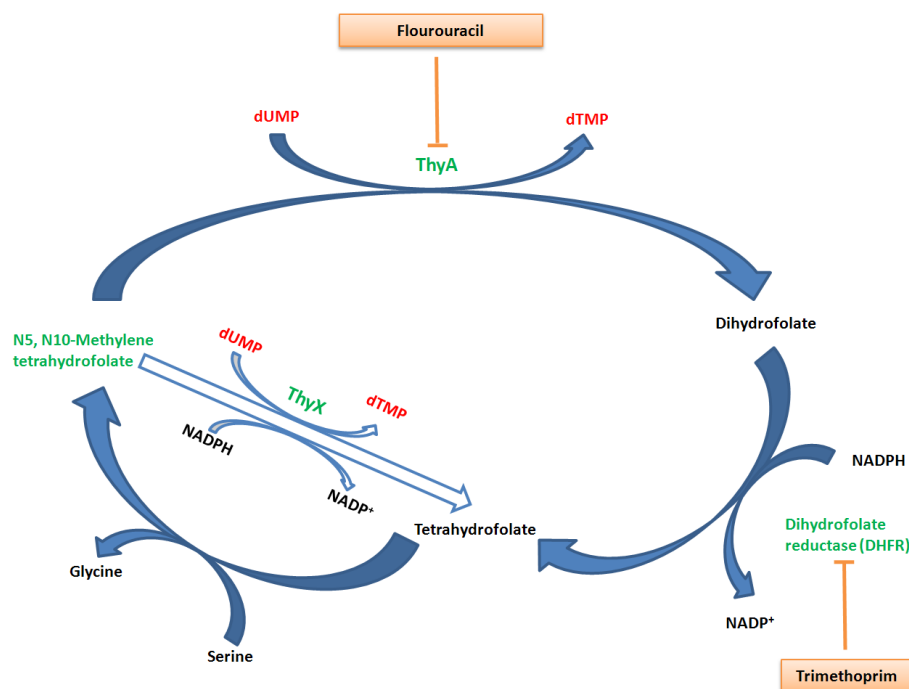 Flourouracil
dUMP
dTMP
ThyA
Dihydrofolate
N5, N10-Methylene
tetrahydrofolate
dUMP
ThyX
dTMP
NADPH
NADP+
Tetrahydrofolate
NADPH
Dihydrofolate
reductase (DHFR)
Glycine
NADP+
Serine
Trimethoprim